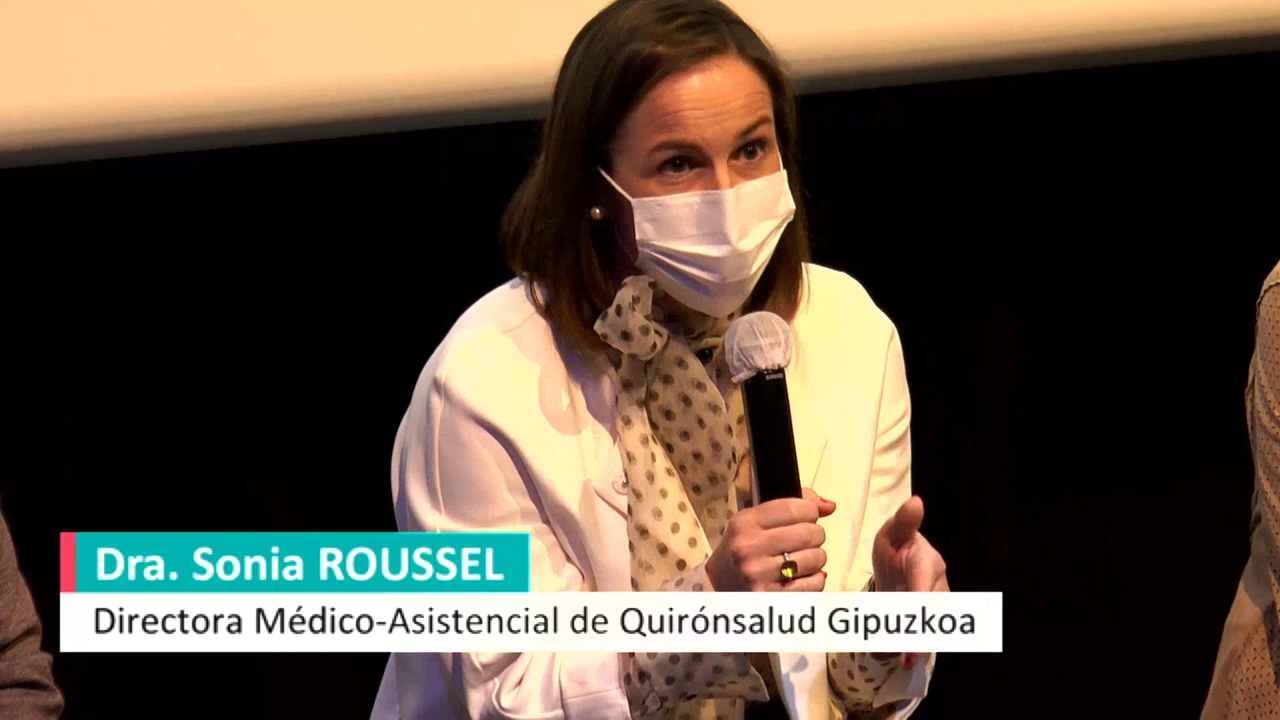 Dra. Sonia ROUSSEL
Directora Médico-Asistencial de Quirónsalud Gipuzkoa